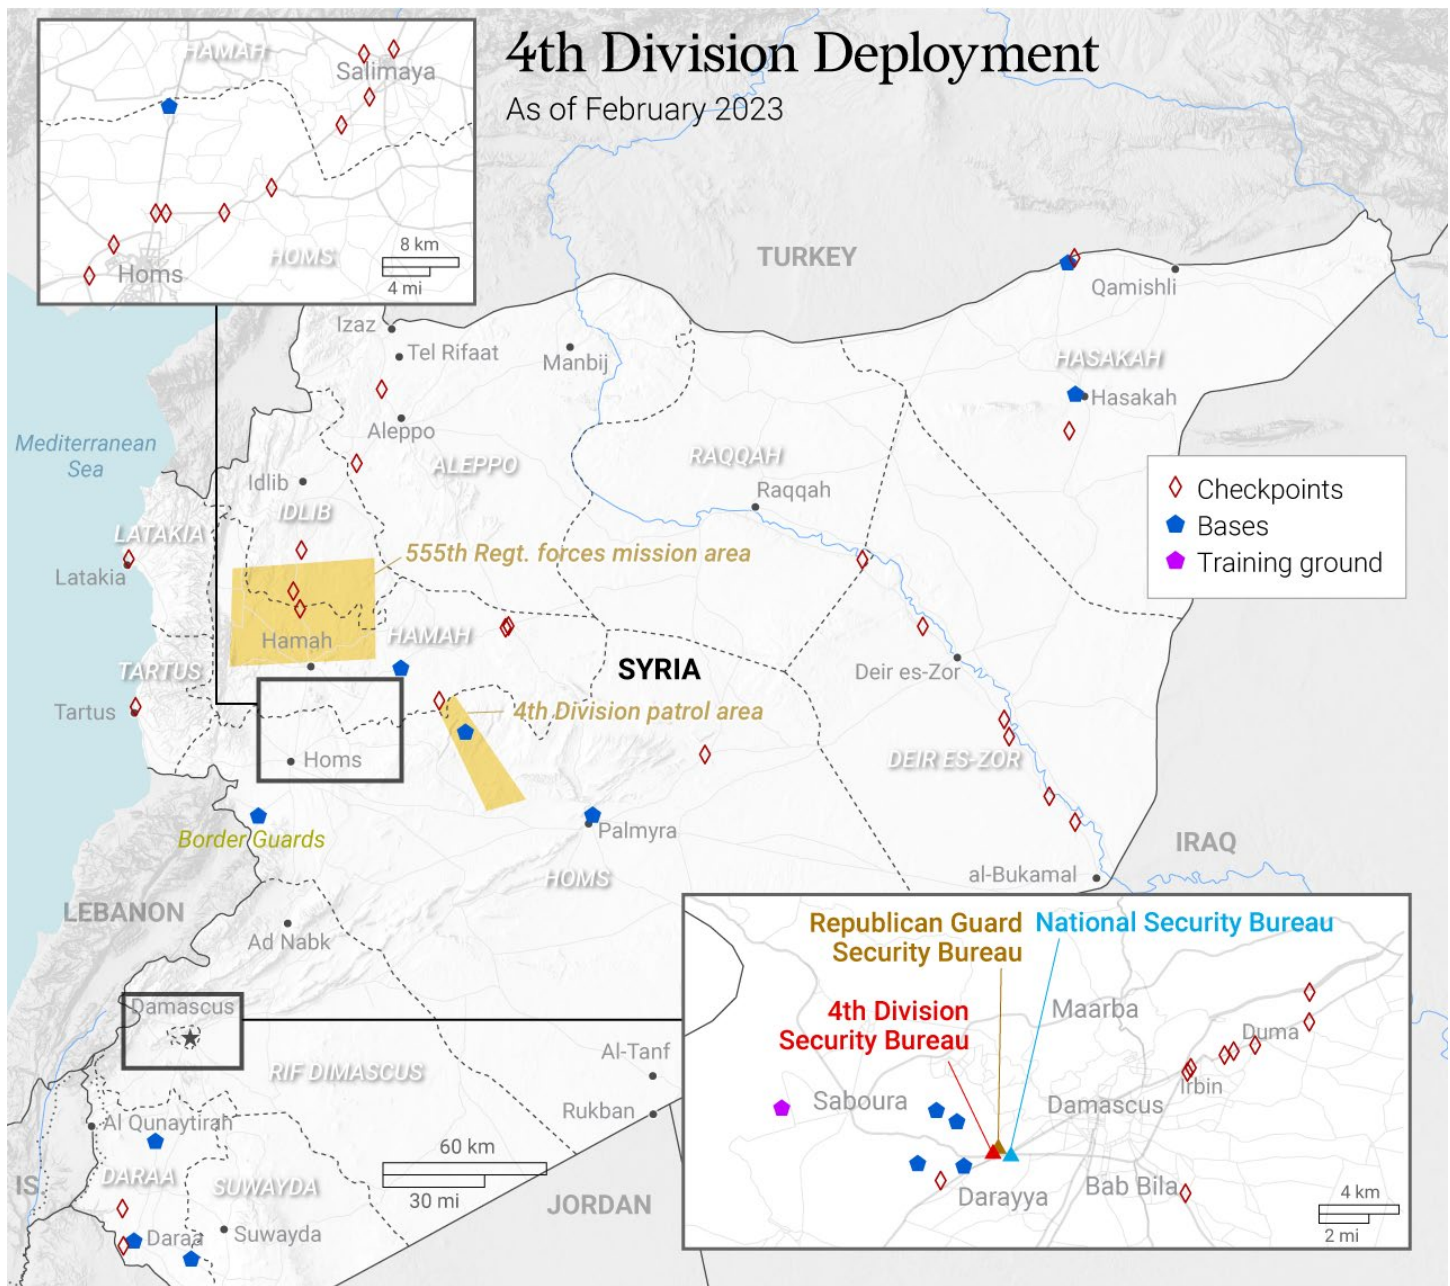 4th Division Deployment
As of February 2023
HAMAH
Salimaya
HOMS
Homs
8 km
4 mi
TURKEY
Qamishli
Izaz
Tel Rifaat
Manbij
HASAKAH
Hasakah
Aleppo
Mediterranean
Sea
ALEPPO
RAQQAH
Raqqah
Idlib
IDLIB
Checkpoints
Bases
Training ground
LATAKIA
Latakia
555th Regt. forces mission area
Hamah
HAMAH
SYRIA
Deir es-Zor
TARTUS
Tartus
4th Division patrol area
Homs
DEIR ES-ZOR
Border Guards
Palmyra
IRAQ
HOMS
al-Bukamal
LEBANON
Ad Nabk
Republican Guard
Security Bureau
National Security Bureau
4th Division
Security Bureau
Maarba
Duma
Irbin
Saboura
Damascus
Darayya
Bab Bila
4 km
2 mi
Damascus
RIF DIMASCUS
Al-Tanf
Rukban
Al Qunaytirah
60 km
30 mi
IS
DARAA
SUWAYDA
JORDAN
Daraa
Suwayda